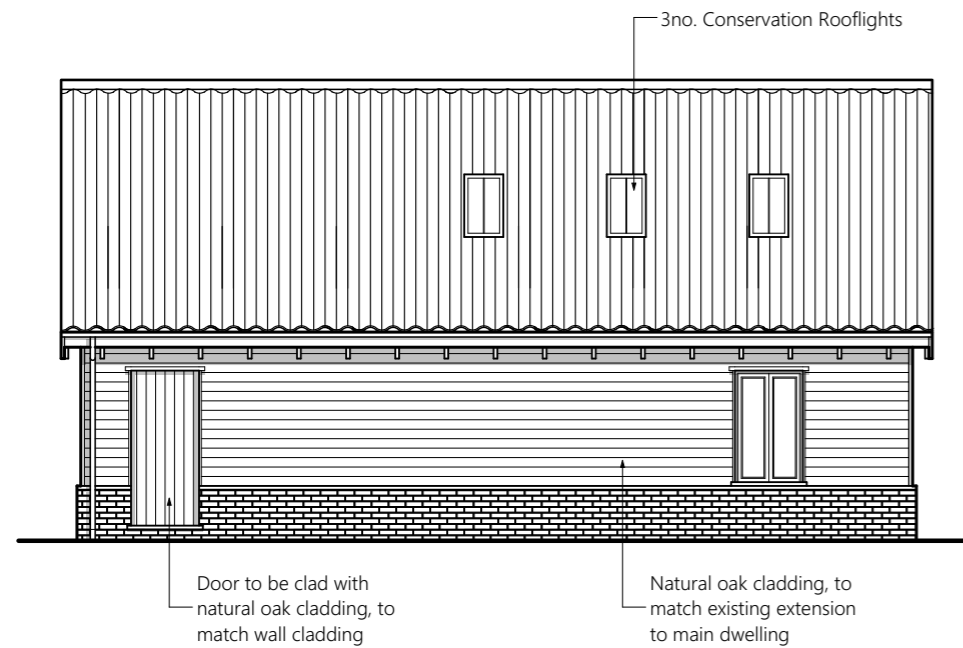 3no. Conservation Rooflights
Door to be clad with
natural oak cladding, to
match wall cladding
Natural oak cladding, to
match existing extension
to main dwelling